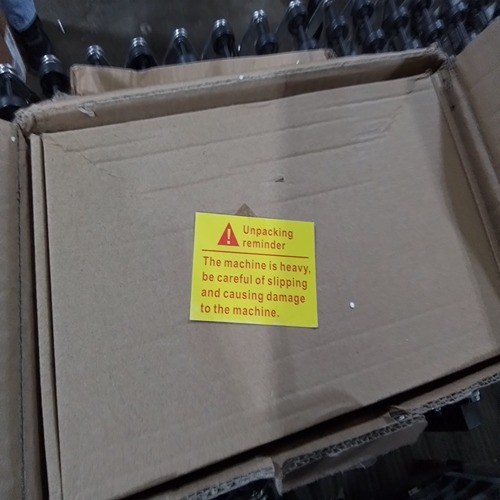 Unpacking
reminder
The machine is heavy,
be careful of slipping
and causing damage
to the machine.